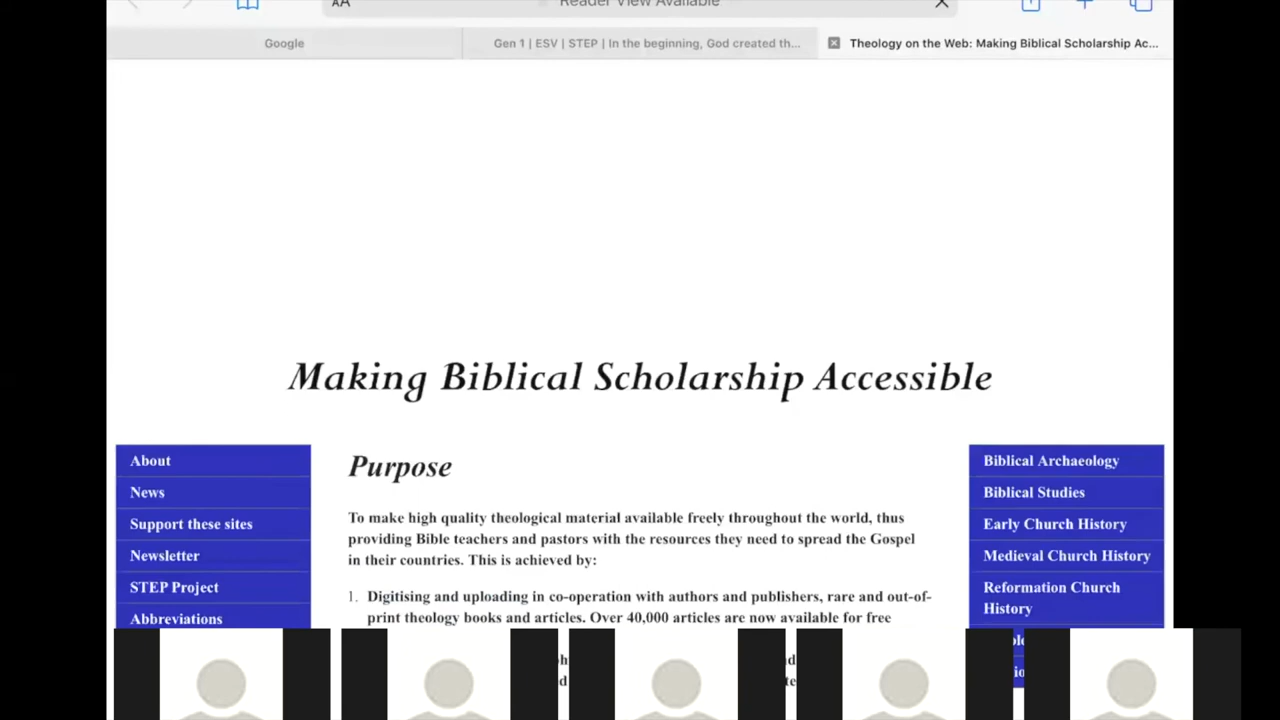 AA
Reader View Available
Google
Gen 1 | ESV | STEP | In the beginning, God created th...
Theology on the Web: Making Biblical Scholarship Ac...
Making Biblical Scholarship Accessible
About
News
Support these sites
Newsletter
STEP Project
Abbreviations
Purpose
To make high quality theological material available freely throughout the world, thus
providing Bible teachers and pastors with the resources they need to spread the Gospel
in their countries. This is achieved by:
1. Digitising and uploading in co-operation with authors and publishers, rare and out-of-
print theology books and articles. Over 40,000 articles are now available for free
Biblical Archaeology
Biblical Studies
Early Church History
Medieval Church History
Reformation Church
History